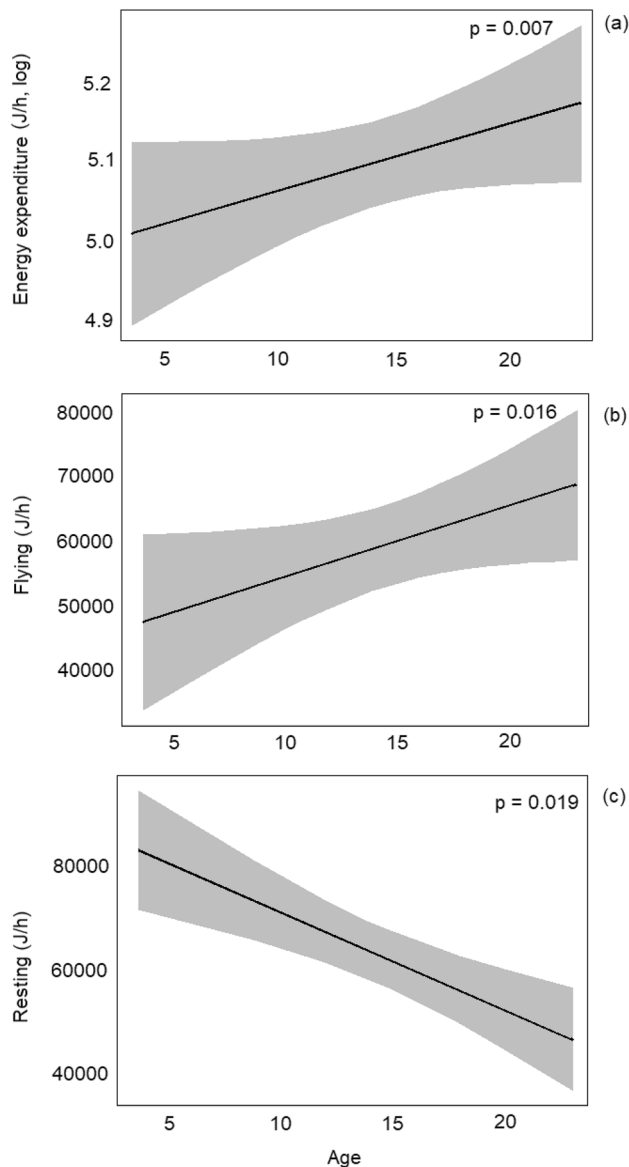 p = 0.007
(a)
Energy expenditure (J/h, log)
5.2
5.1
5.0
4.9
5 10 15 20
p = 0.016
(b)
Flying (J/h)
80000
70000
60000
50000
40000
5 10 15 20
p = 0.019
(c)
Resting (J/h)
80000
60000
40000
5 10 15 20
Age